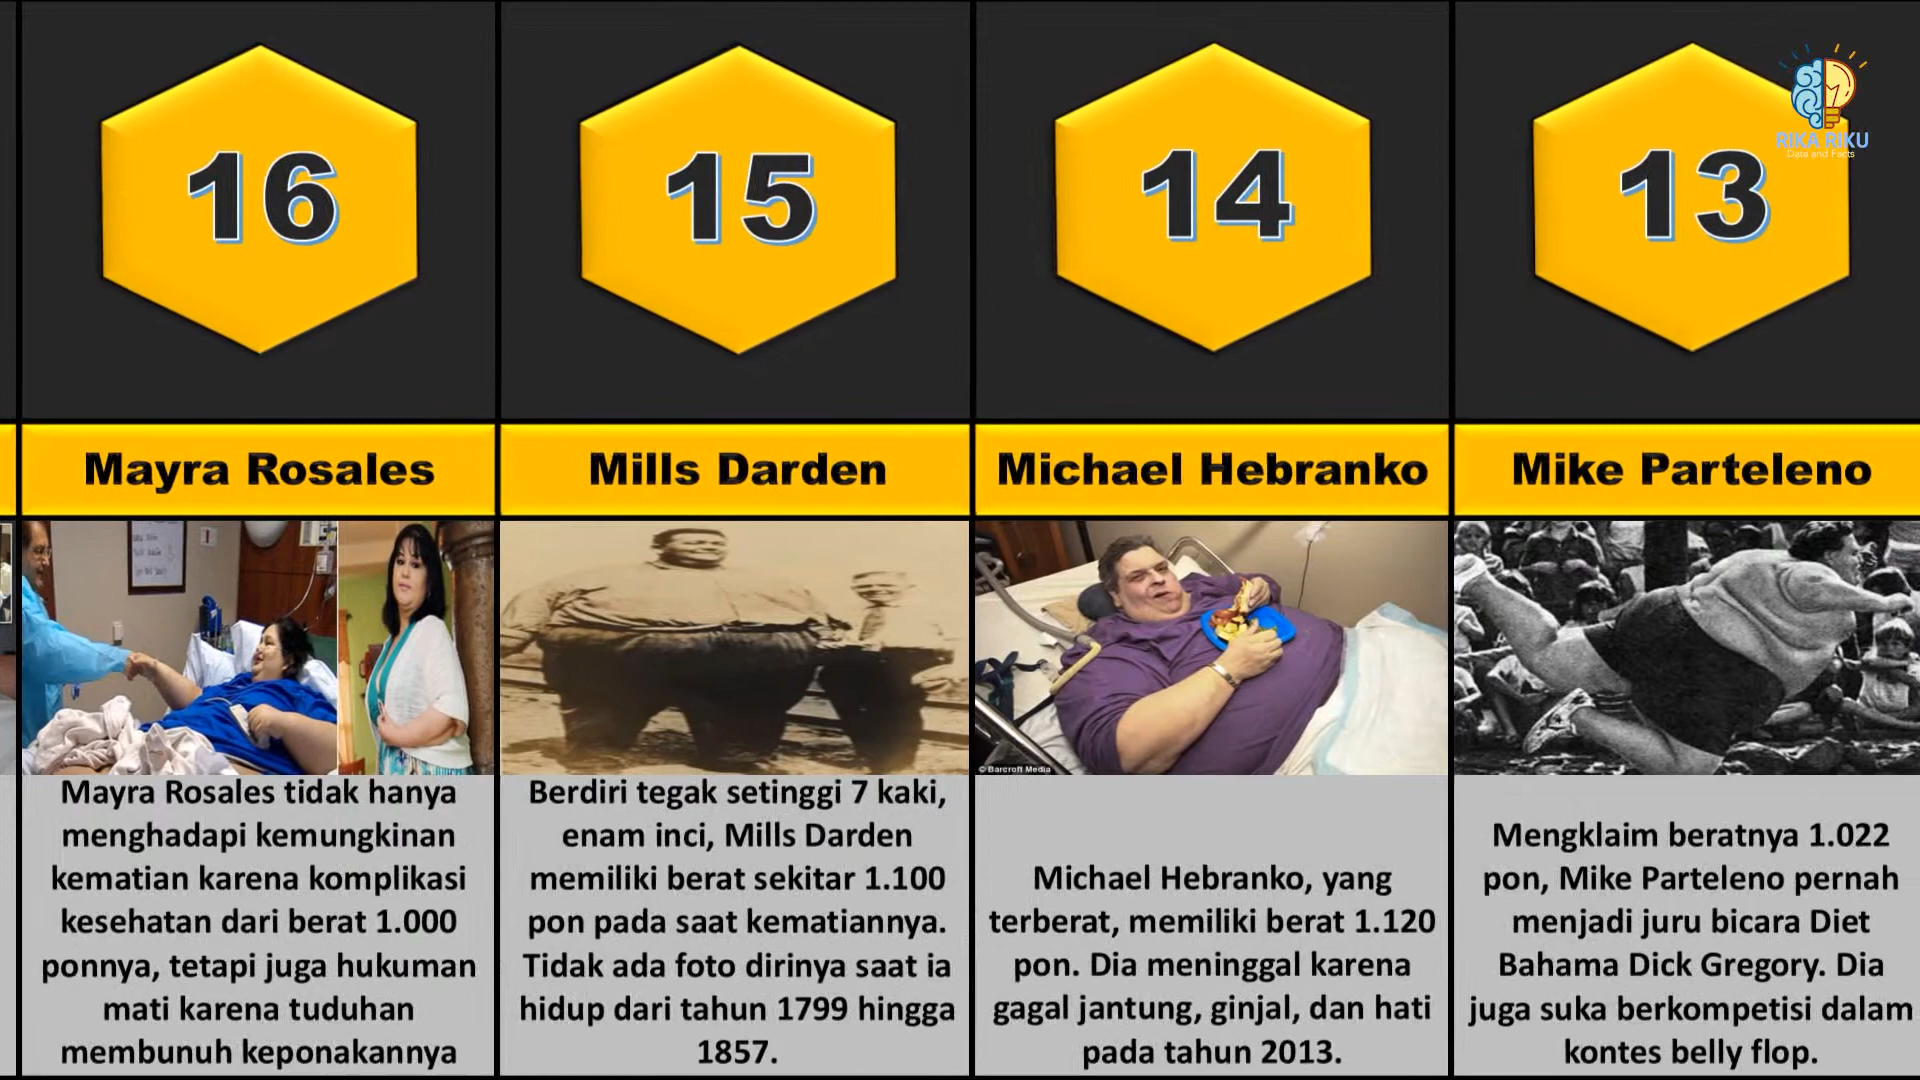 16
15
14
13
RIKA RIKU
Data and Facts
Mayra Rosales
Mills Darden
Michael Hebranko
Mike Parteleno
© Barcroft Media
Mayra Rosales tidak hanya
menghadapi kemungkinan
kematian karena komplikasi
kesehatan dari berat 1.000
ponnya, tetapi juga hukuman
mati karena tuduhan
membunuh keponakannya
Berdiri tegak setinggi 7 kaki,
enam inci, Mills Darden
memiliki berat sekitar 1.100
pon pada saat kematiannya.
Tidak ada foto dirinya saat ia
hidup dari tahun 1799 hingga
1857.
Michael Hebranko, yang
terberat, memiliki berat 1.120
pon. Dia meninggal karena
gagal jantung, ginjal, dan hati
pada tahun 2013.
Mengklaim beratnya 1.022
pon, Mike Parteleno pernah
menjadi juru bicara Diet
Bahama Dick Gregory. Dia
juga suka berkompetisi dalam
kontes belly flop.